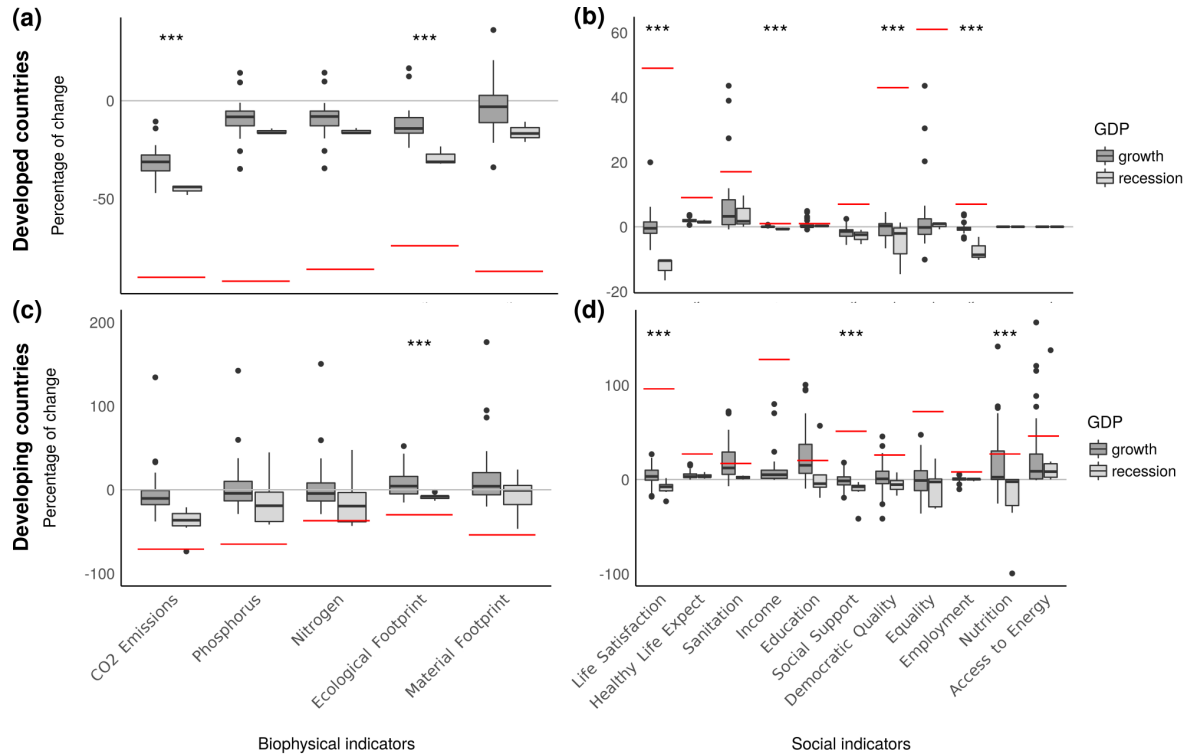 (a)
(b)
Developed countries
Percentage of change
0
-50
***
***
60
40
20
0
-20
***
***
***
***
GDP
growth
recession
(c)
(d)
Developing countries
Percentage of change
200
100
0
-100
***
100
0
-100
***
***
***
GDP
growth
recession
CO2 Emissions
Phosphorus
Nitrogen
Ecological Footprint
Material Footprint
Life Satisfaction
Healthy Life Expect
Sanitation
Income
Education
Social Support
Democratic Quality
Equality
Employment
Nutrition
Access to Energy
Biophysical indicators
Social indicators